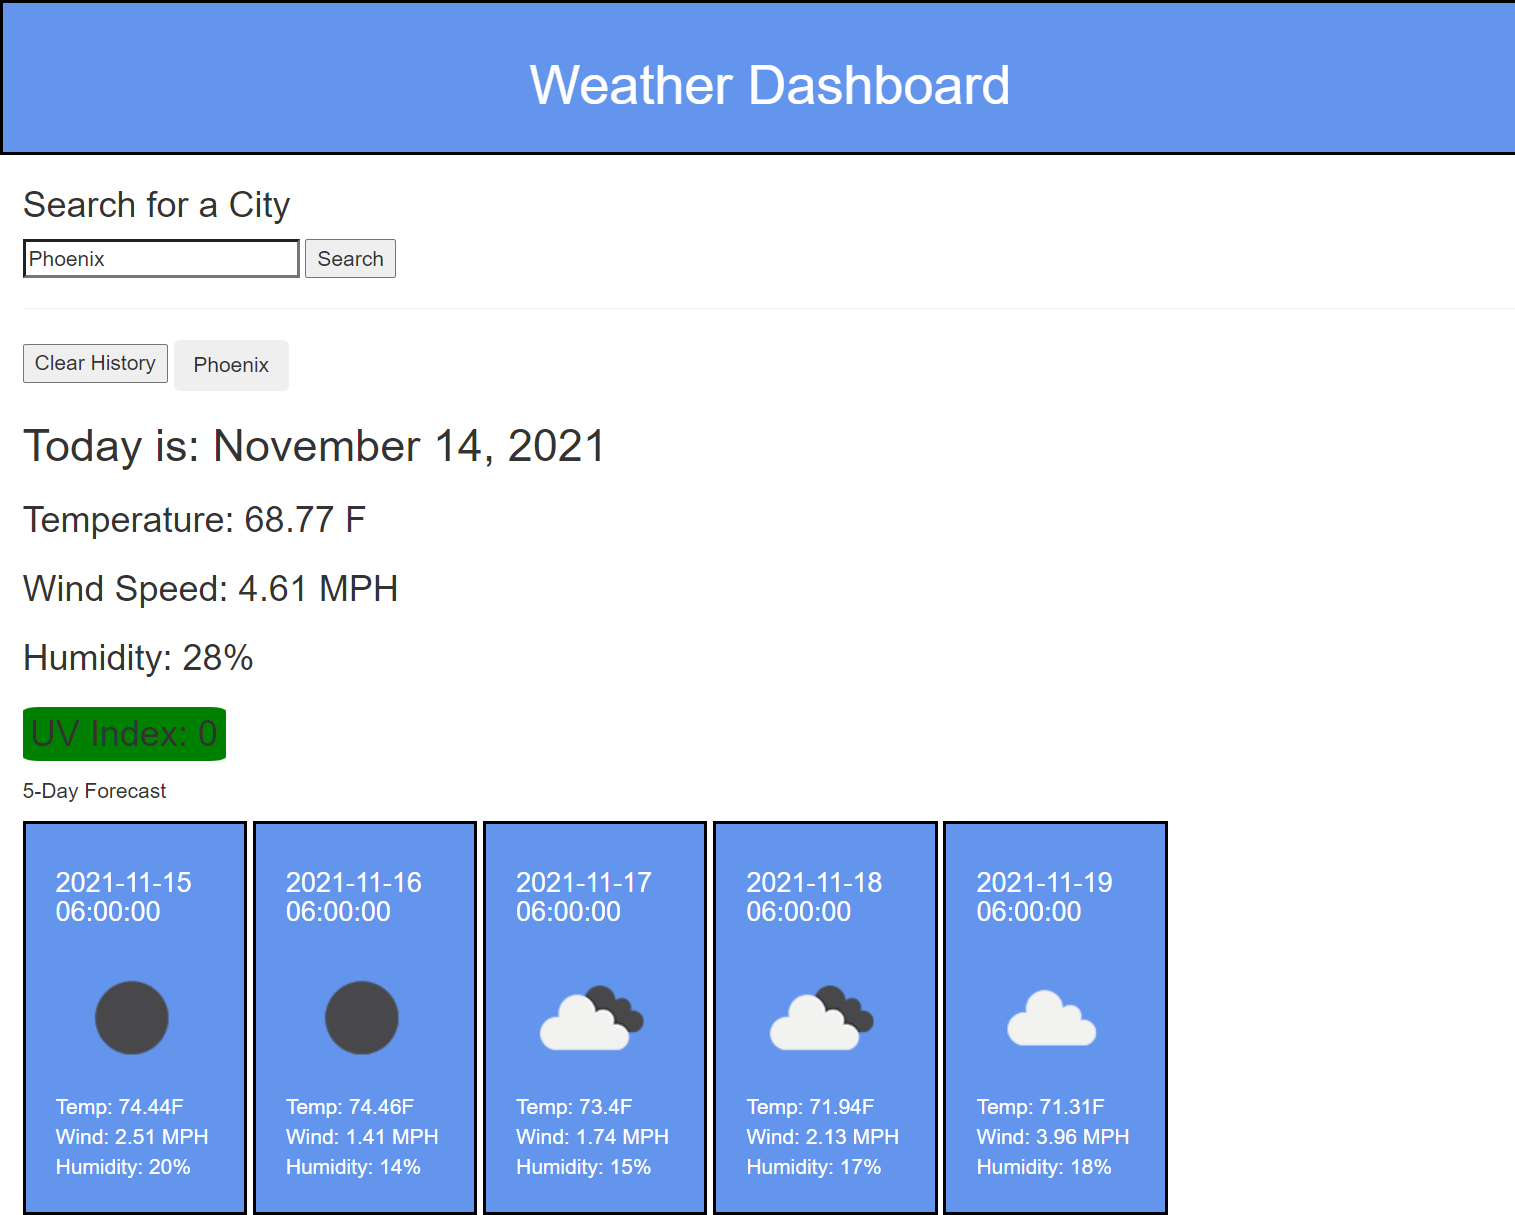 Weather Dashboard
Search for a City
Phoenix Search
Clear History Phoenix
Today is: November 14, 2021
Temperature: 68.77 F
Wind Speed: 4.61 MPH
Humidity: 28%
UV Index: 0
5-Day Forecast
2021-11-15
06:00:00
Temp: 74.44F
Wind: 2.51 MPH
Humidity: 20%
2021-11-16
06:00:00
Temp: 74.46F
Wind: 1.41 MPH
Humidity: 14%
2021-11-17
06:00:00
Temp: 73.4F
Wind: 1.74 MPH
Humidity: 15%
2021-11-18
06:00:00
Temp: 71.94F
Wind: 2.13 MPH
Humidity: 17%
2021-11-19
06:00:00
Temp: 71.31F
Wind: 3.96 MPH
Humidity: 18%